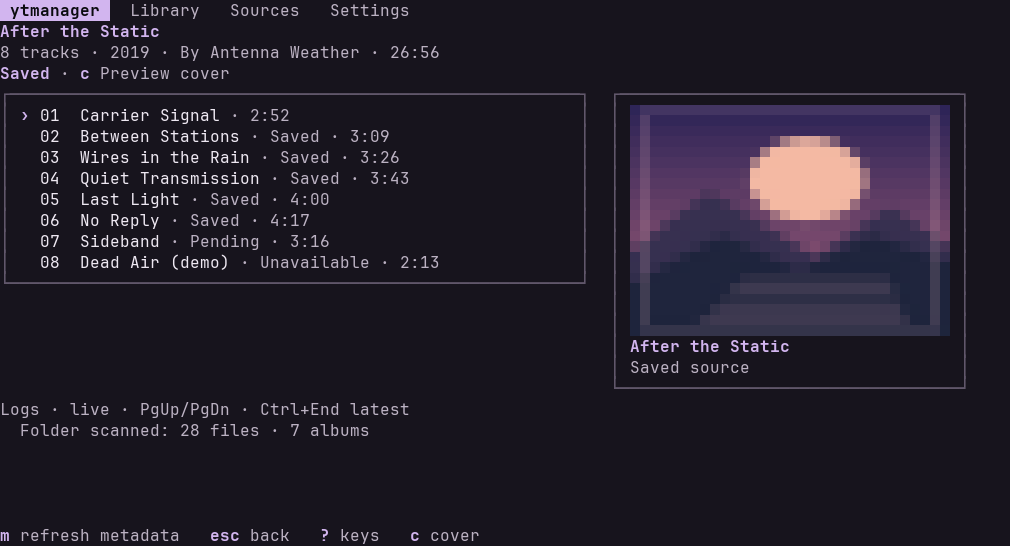 ytmanager Library Sources Settings
After the Static
8 tracks · 2019 · By Antenna Weather · 26:56
Saved · c Preview cover
› 01 Carrier Signal · 2:52
02 Between Stations · Saved · 3:09
03 Wires in the Rain · Saved · 3:26
04 Quiet Transmission · Saved · 3:43
05 Last Light · Saved · 4:00
06 No Reply · Saved · 4:17
07 Sideband · Pending · 3:16
08 Dead Air (demo) · Unavailable · 2:13
After the Static
Saved source
Logs · live · PgUp/PgDn · Ctrl+End latest
Folder scanned: 28 files · 7 albums
m refresh metadata esc back ? keys c cover